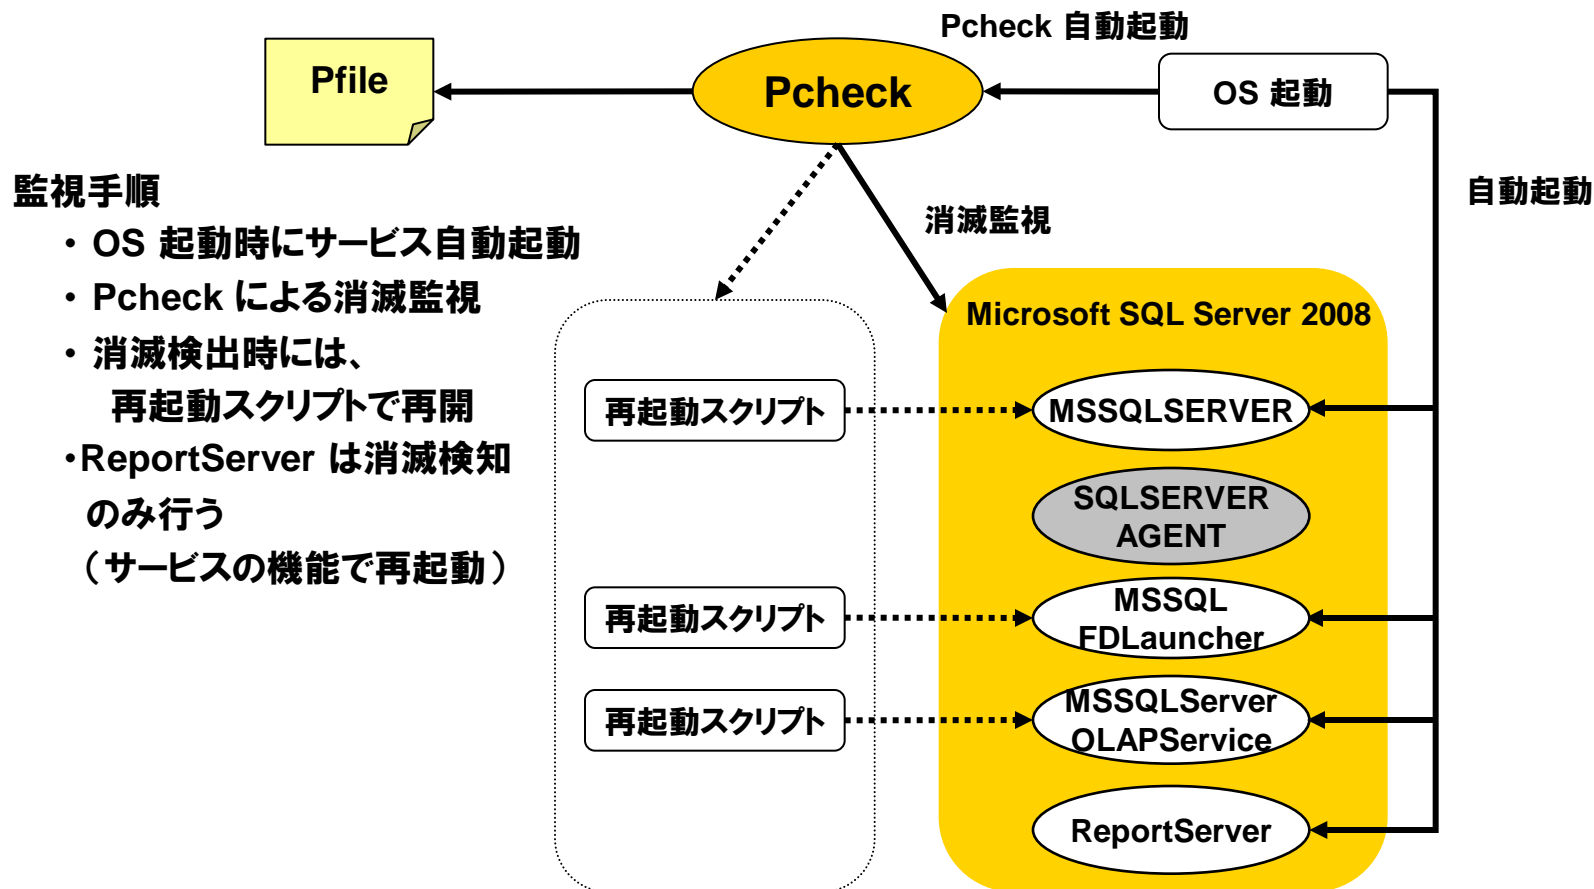 Pcheck 自動起動
Pfile
Pcheck
OS 起動
自動起動
監視手順
・ OS 起動時にサービス自動起動
・ Pcheck による消滅監視
・ 消滅検出時には、
再起動スクリプトで再開
・ReportServer は消滅検知
のみ行う
（サービスの機能で再起動）
消滅監視
Microsoft SQL Server 2008
再起動スクリプト
MSSQLSERVER
SQLSERVER
AGENT
再起動スクリプト
MSSQL
FDLauncher
再起動スクリプト
MSSQLServer
OLAPService
ReportServer